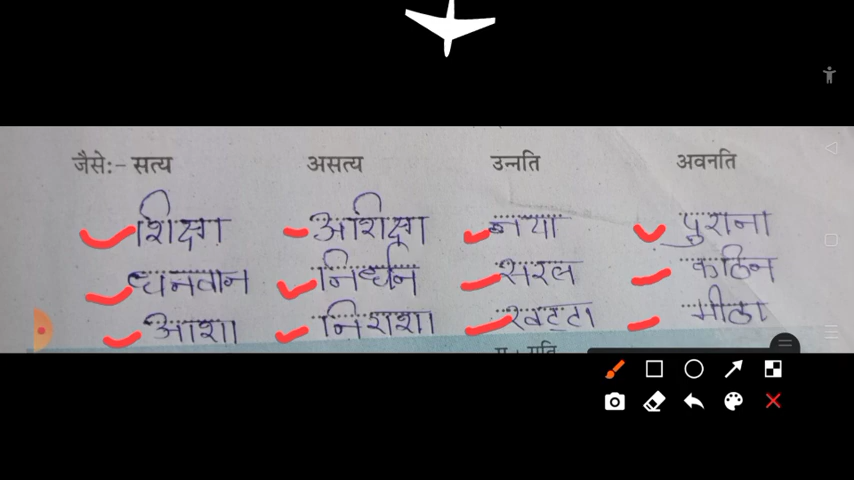 जैसेः- सत्य असत्य उन्नति अवनति
शिक्षा अशिक्षा नया पुराना
धनवान निर्धन सरल कठिन
आशा निराशा खट्टा मीठा